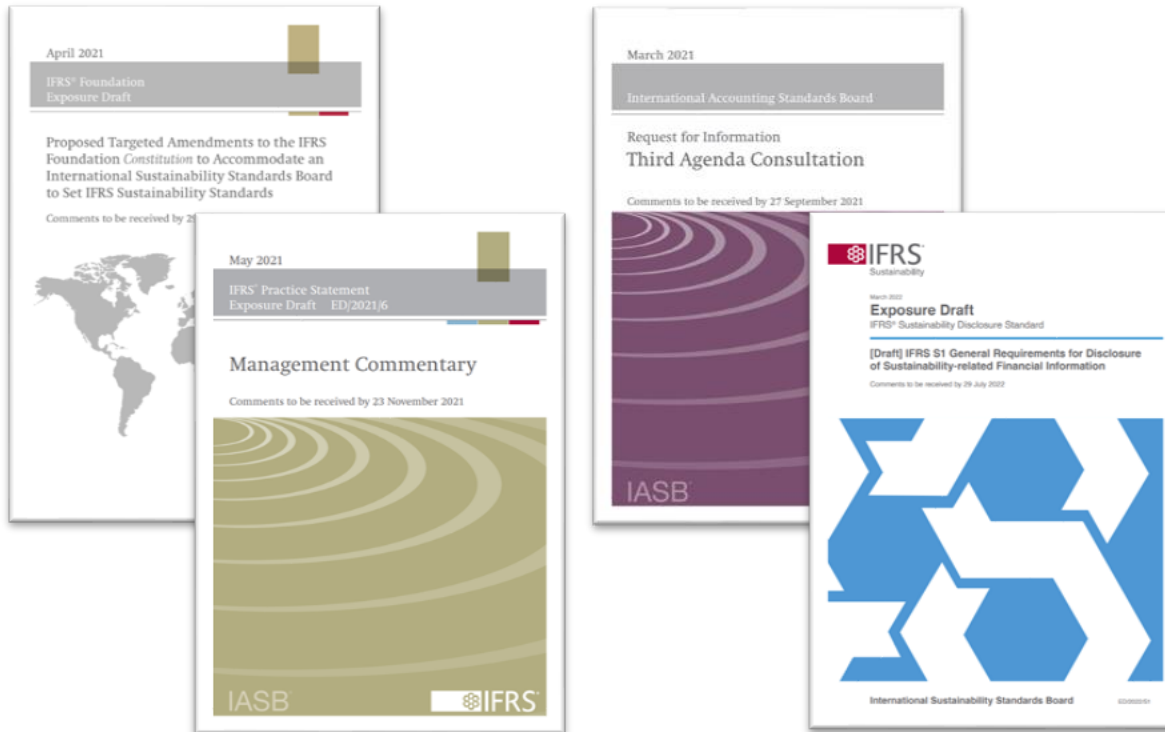 April 2021
IFRS® Foundation
Exposure Draft
Proposed Targeted Amendments to the IFRS
Foundation Constitution to Accommodate an
International Sustainability Standards Board
to Set IFRS Sustainability Standards
Comments to be received by
May 2021
IFRS® Practice Statement
Exposure Draft ED/2021/6
Management Commentary
Comments to be received by 23 November 2021
IASB®
IFRS®
March 2021
International Accounting Standards Board
Request for Information
Third Agenda Consultation
Comments to be received by 27 September 2021
IASB®
IFRS®
Sustainability
March 2022
Exposure Draft
IFRS® Sustainability Disclosure Standard
[Draft] IFRS S1 General Requirements for Disclosure
of Sustainability-related Financial Information
Comments to be received by 29 July 2022
International Sustainability Standards Board